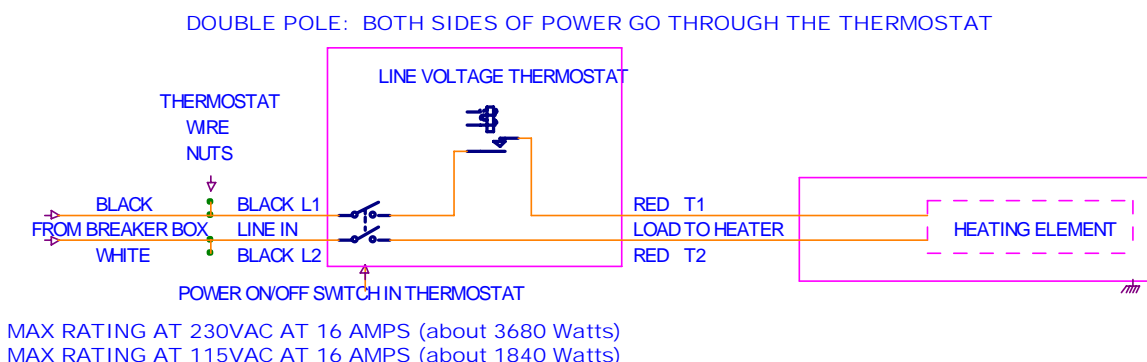 DOUBLE POLE: BOTH SIDES OF POWER GO THROUGH THE THERMOSTAT
LINE VOLTAGE THERMOSTAT
THERMOSTAT
WIRE
NUTS
BLACK
BLACK L1
RED T1
FROM BREAKER BOX
LINE IN
LOAD TO HEATER
HEATING ELEMENT
WHITE
BLACK L2
RED T2
POWER ON/OFF SWITCH IN THERMOSTAT
MAX RATING AT 230VAC AT 16 AMPS (about 3680 Watts)
MAX RATING AT 115VAC AT 16 AMPS (about 1840 Watts)